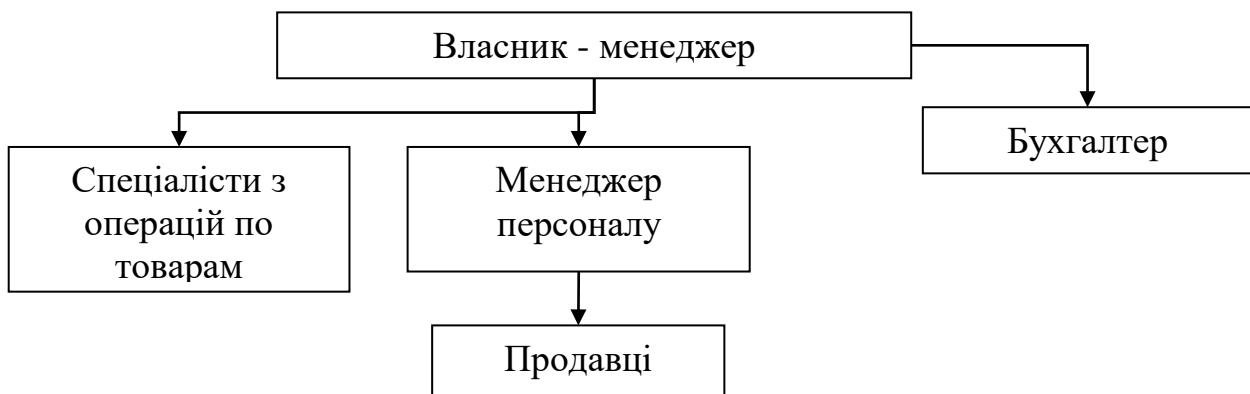 Власник - менеджер
Бухгалтер
Спеціалісти з
операцій по
товарам
Менеджер
персоналу
Продавці